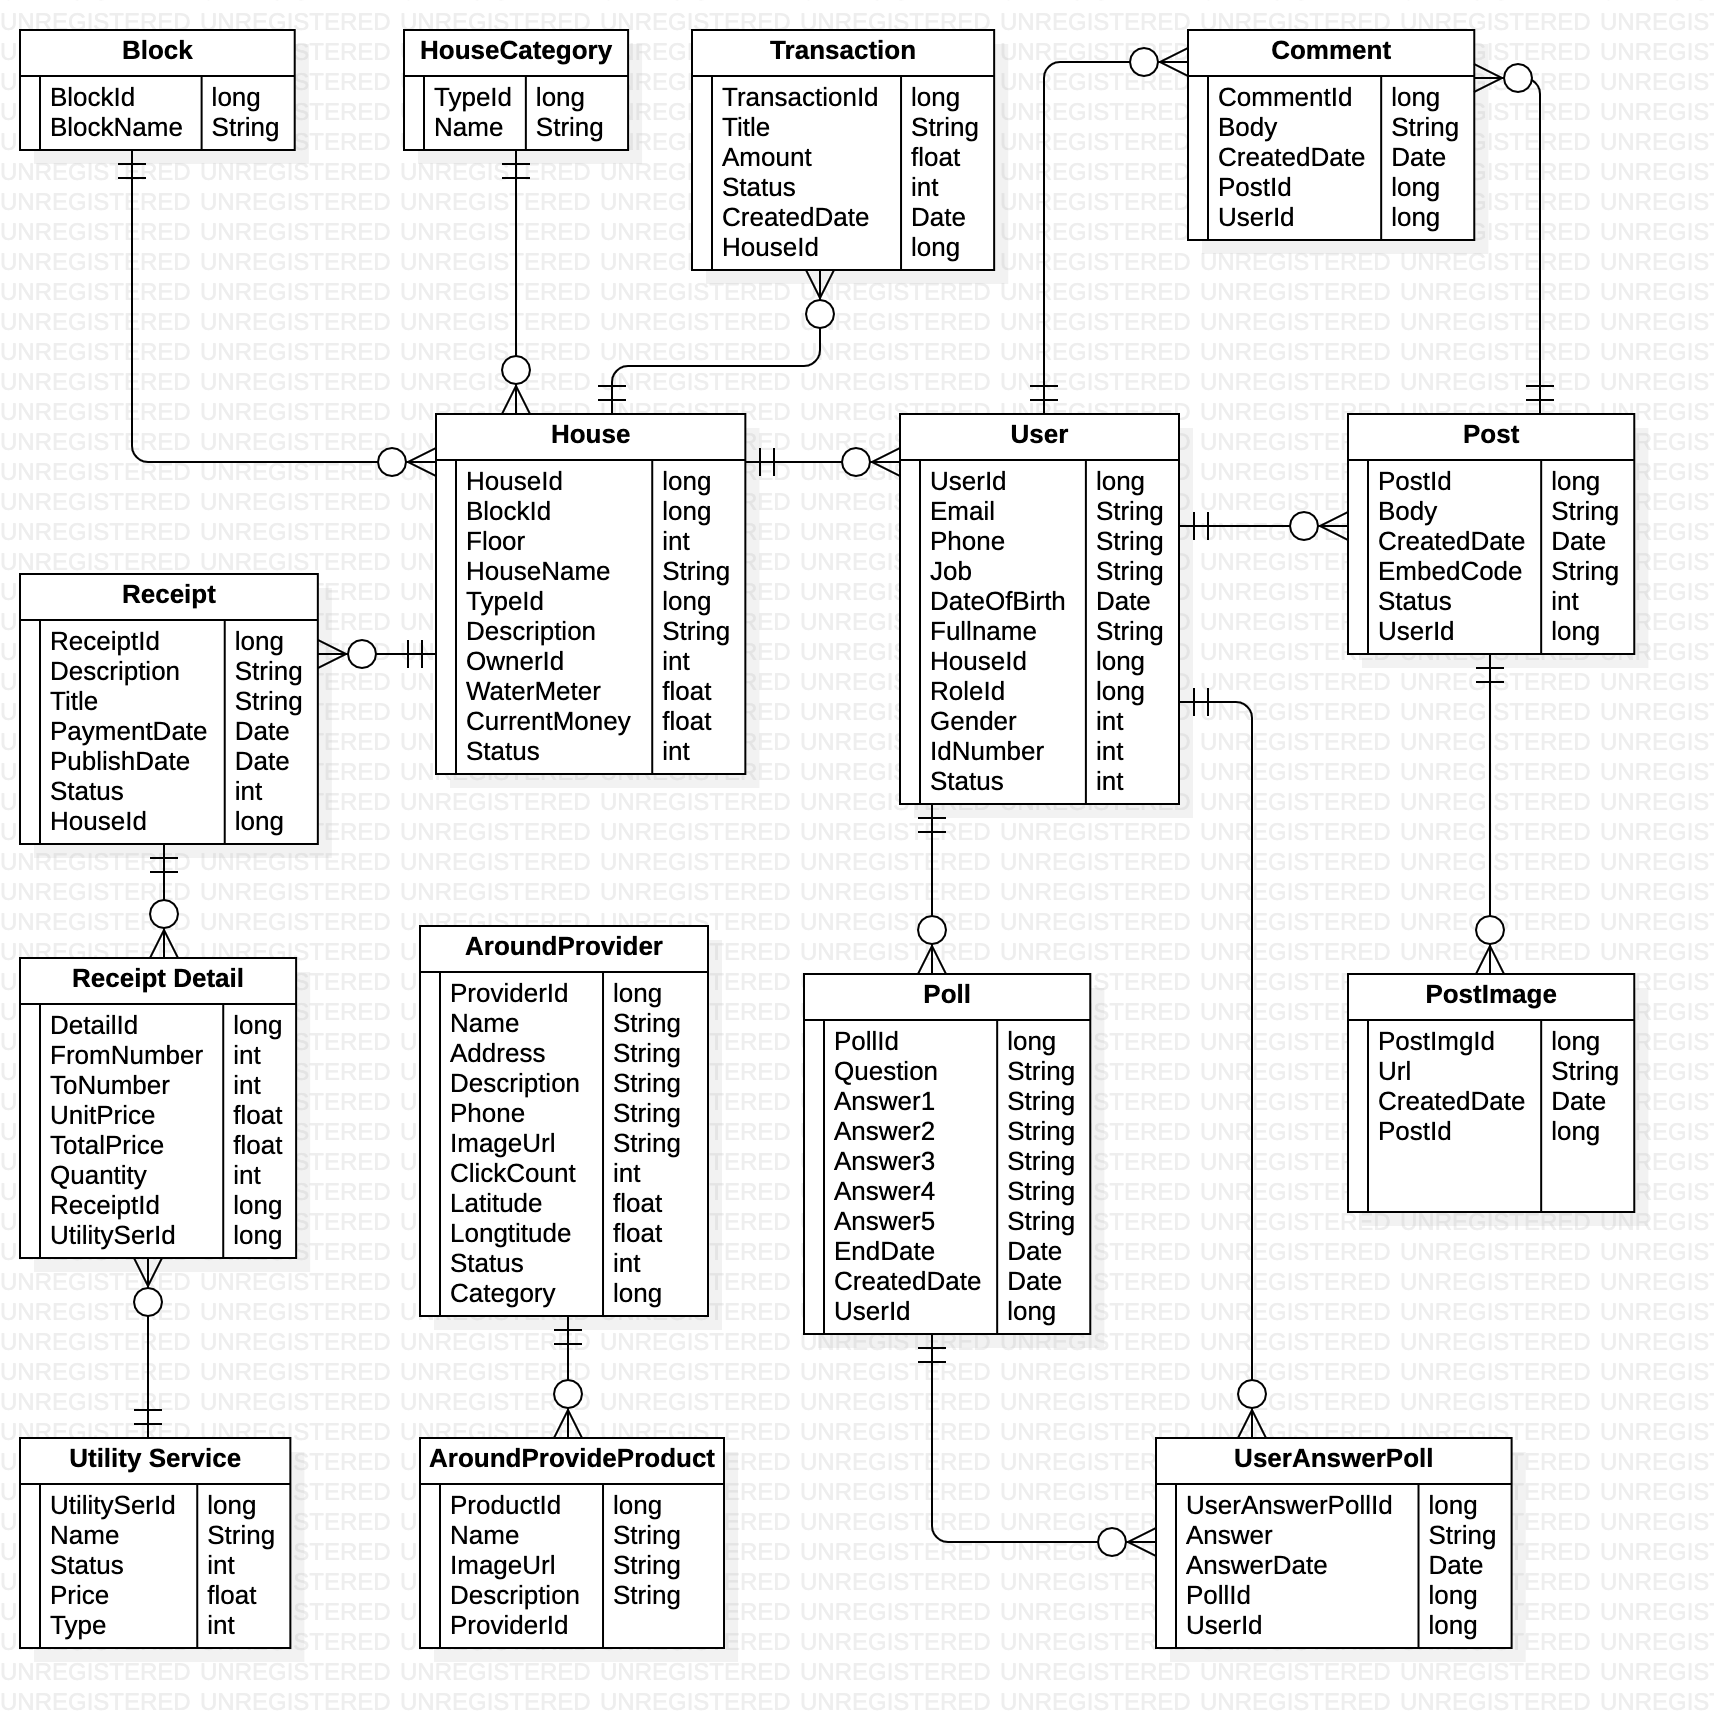 Block
BlockId long
BlockName String
HouseCategory
TypeId long
Name String
Transaction
TransactionId long
Title String
Amount float
Status int
CreatedDate Date
HouseId long
Comment
CommentId long
Body String
CreatedDate Date
PostId long
UserId long
House
HouseId long
BlockId long
Floor int
HouseName String
TypeId long
Description String
OwnerId int
WaterMeter float
CurrentMoney float
Status int
User
UserId long
Email String
Phone String
Job String
DateOfBirth Date
Fullname String
HouseId long
RoleId long
Gender int
IdNumber int
Status int
Post
PostId long
Body String
CreatedDate Date
EmbedCode String
Status int
UserId long
Receipt
ReceiptId long
Description String
Title String
PaymentDate Date
PublishDate Date
Status int
HouseId long
Receipt Detail
DetailId long
FromNumber int
ToNumber int
UnitPrice float
TotalPrice float
Quantity int
ReceiptId long
UtilitySerId long
AroundProvider
ProviderId long
Name String
Address String
Description String
Phone String
ImageUrl String
ClickCount int
Latitude float
Longtitude float
Status int
Category long
Poll
PollId long
Question String
Answer1 String
Answer2 String
Answer3 String
Answer4 String
Answer5 String
EndDate Date
CreatedDate Date
UserId long
PostImage
PostImgId long
Url String
CreatedDate Date
PostId long
Utility Service
UtilitySerId long
Name String
Status int
Price float
Type int
AroundProvideProduct
ProductId long
Name String
ImageUrl String
Description String
ProviderId
UserAnswerPoll
UserAnswerPollId long
Answer String
AnswerDate Date
PollId long
UserId long
UNREGISTERED